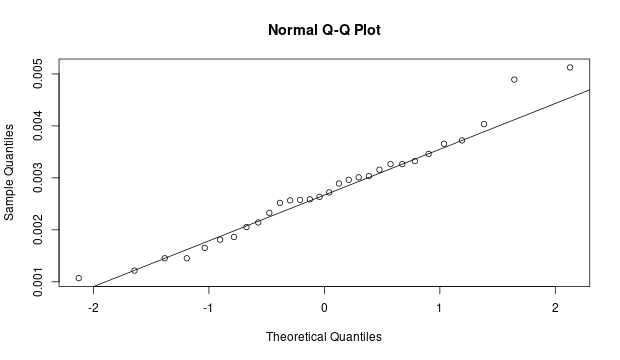 Normal Q-Q Plot
Sample Quantiles
0.005
0.004
0.003
0.002
0.001
-2 -1 0 1 2
Theoretical Quantiles